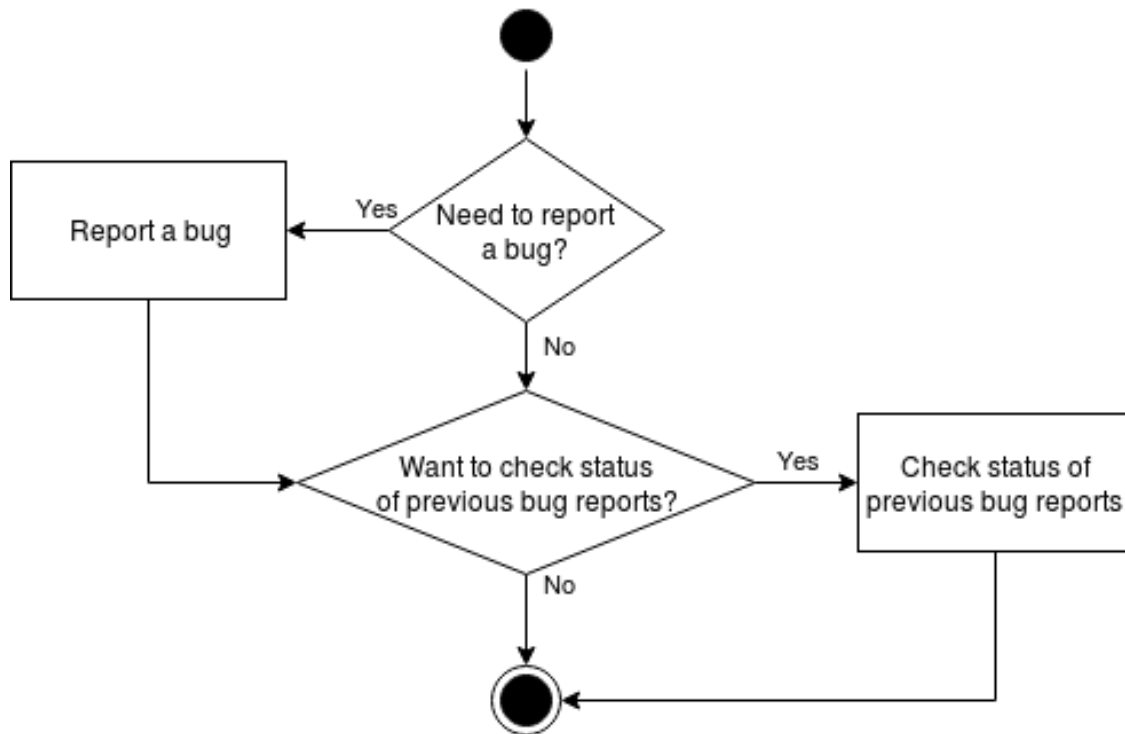 Need to report
a bug?
Yes
Report a bug
No
Want to check status
of previous bug reports?
Yes
Check status of
previous bug reports
No